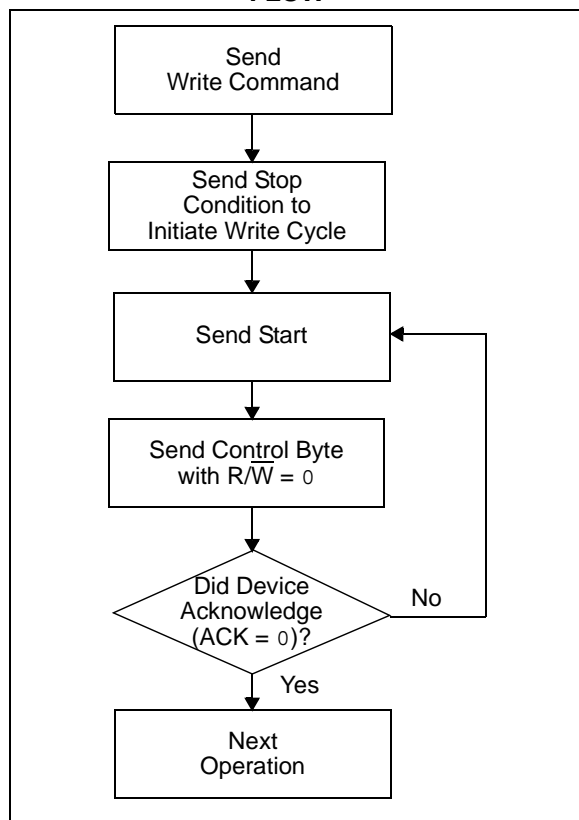 Send
Write Command
Send Stop
Condition to
Initiate Write Cycle
Send Start
Send Control Byte
with R/W̅ = 0
Did Device
Acknowledge
(ACK = 0)?
No
Yes
Next
Operation